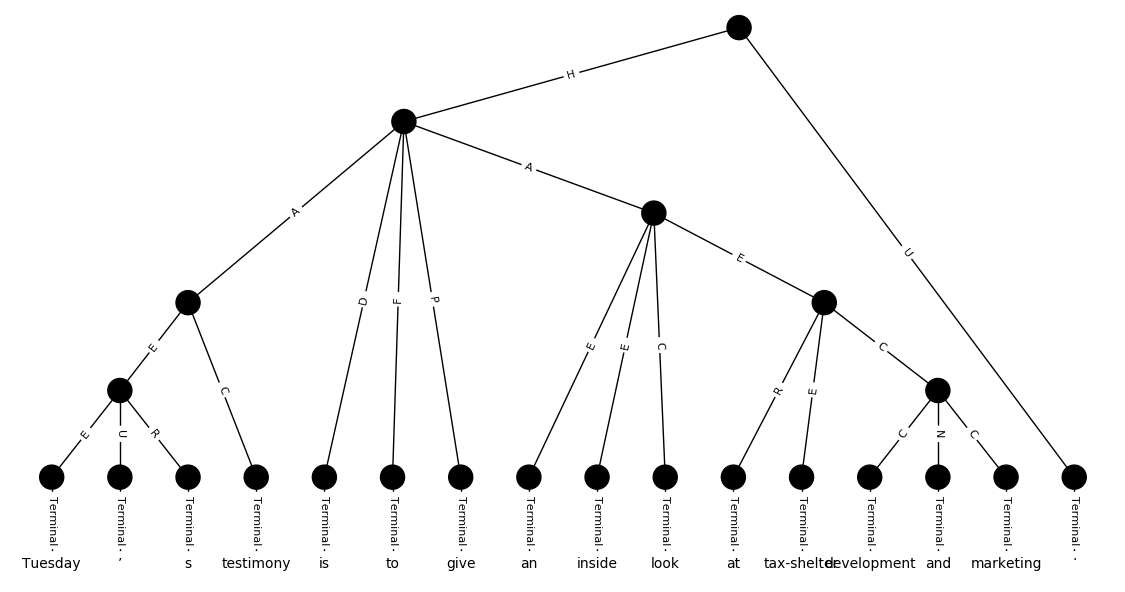 H
A
A
U
E
A
D
F
P
E
E
C
E
C
E
U
R
C
R
E
C
N
C
Terminal. Terminal. Terminal. Terminal. Terminal. Terminal. Terminal. Terminal. Terminal. Terminal. Terminal. Terminal. Terminal. Terminal. Terminal. Terminal.
Tuesday ’ s testimony is to give an inside look at tax-shelter development and marketing .